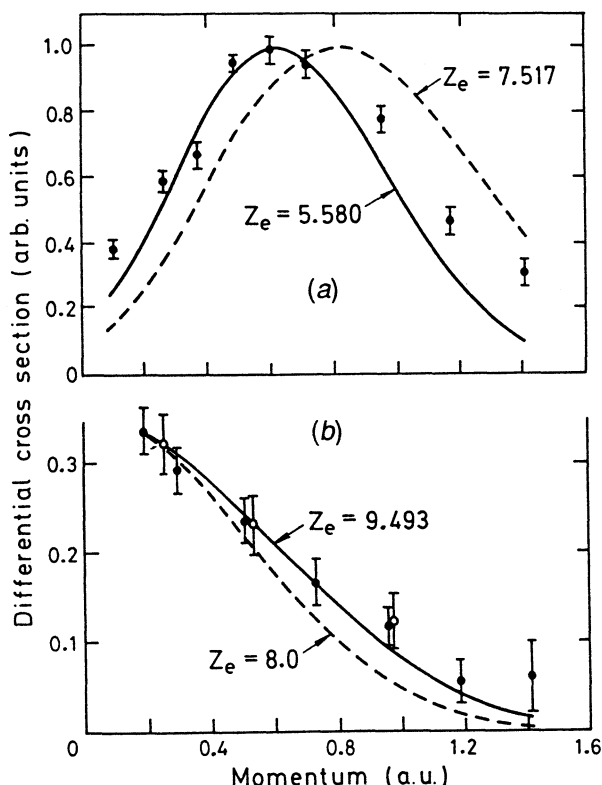 1.0
0.8
0.6
0.4
0.2
0
Z_e = 7.517
Z_e = 5.580
(a)
Differential cross section (arb. units)
(b)
0.3
0.2
0.1
0
Z_e = 9.493
Z_e = 8.0
0 0.4 0.8 1.2 1.6
Momentum (a.u.)